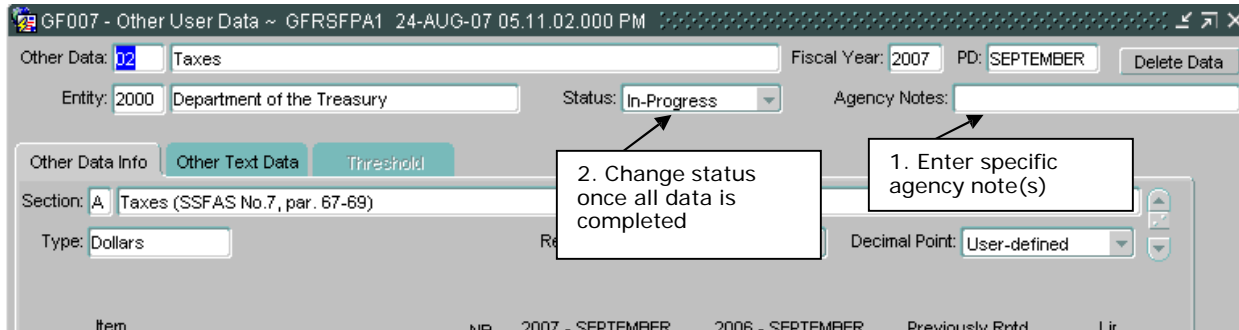 GF007 - Other User Data ~ GFRSFPA1 24-AUG-07 05.11.02.000 PM
Other Data: 02 Taxes Fiscal Year: 2007 PD: SEPTEMBER Delete Data
Entity: 2000 Department of the Treasury Status: In-Progress Agency Notes:
Other Data Info Other Text Data Threshold
2. Change status
once all data is
completed
1. Enter specific
agency note(s)
Section: A Taxes (SSFAS No.7, par. 67-69)
Type: Dollars Decimal Point: User-defined
Item 2007 - SEPTEMBER 2006 - SEPTEMBER Previously Rptd